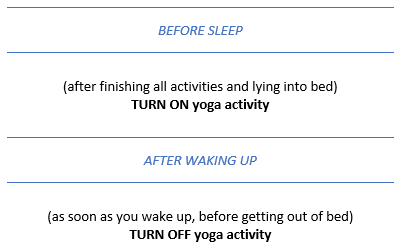 BEFORE SLEEP
(after finishing all activities and lying into bed)
TURN ON yoga activity
AFTER WAKING UP
(as soon as you wake up, before getting out of bed)
TURN OFF yoga activity